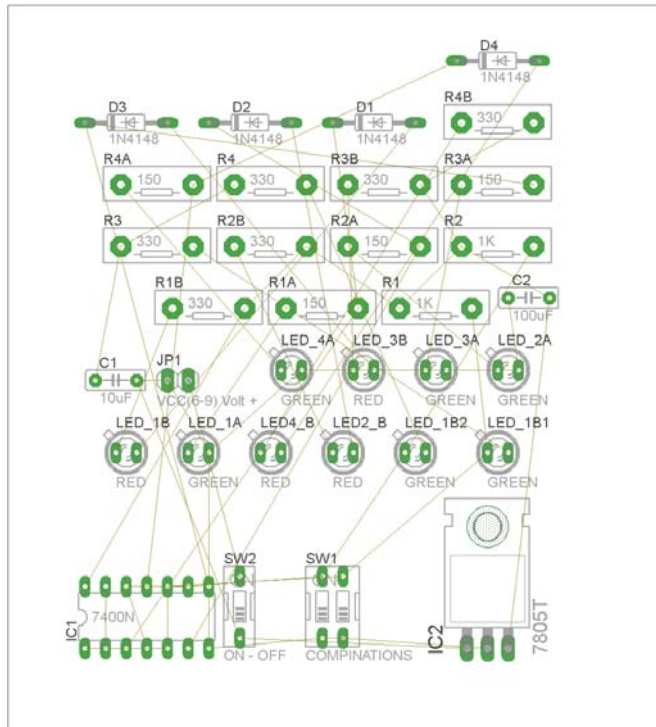 D4
1N4148
D3 D2 D1
1N4148 1N4148 1N4148
R4B
330
R4A R4 R3B R3A
150 330 330 150
R3 R2B R2A R2
330 330 150 1K
R1B R1A R1 C2
330 150 1K 100uF
LED_4A LED_3B LED_3A LED_2A
C1 JP1
10uF VCC(6-9) Volt +
GREEN RED GREEN GREEN
LED_1B LED_1A LED4_B LED2_B LED_1B2 LED_1B1
RED GREEN RED RED GREEN GREEN
SW2 SW1
ON ON
IC1 7400N
ON - OFF COMPINATIONS
IC2 7805T